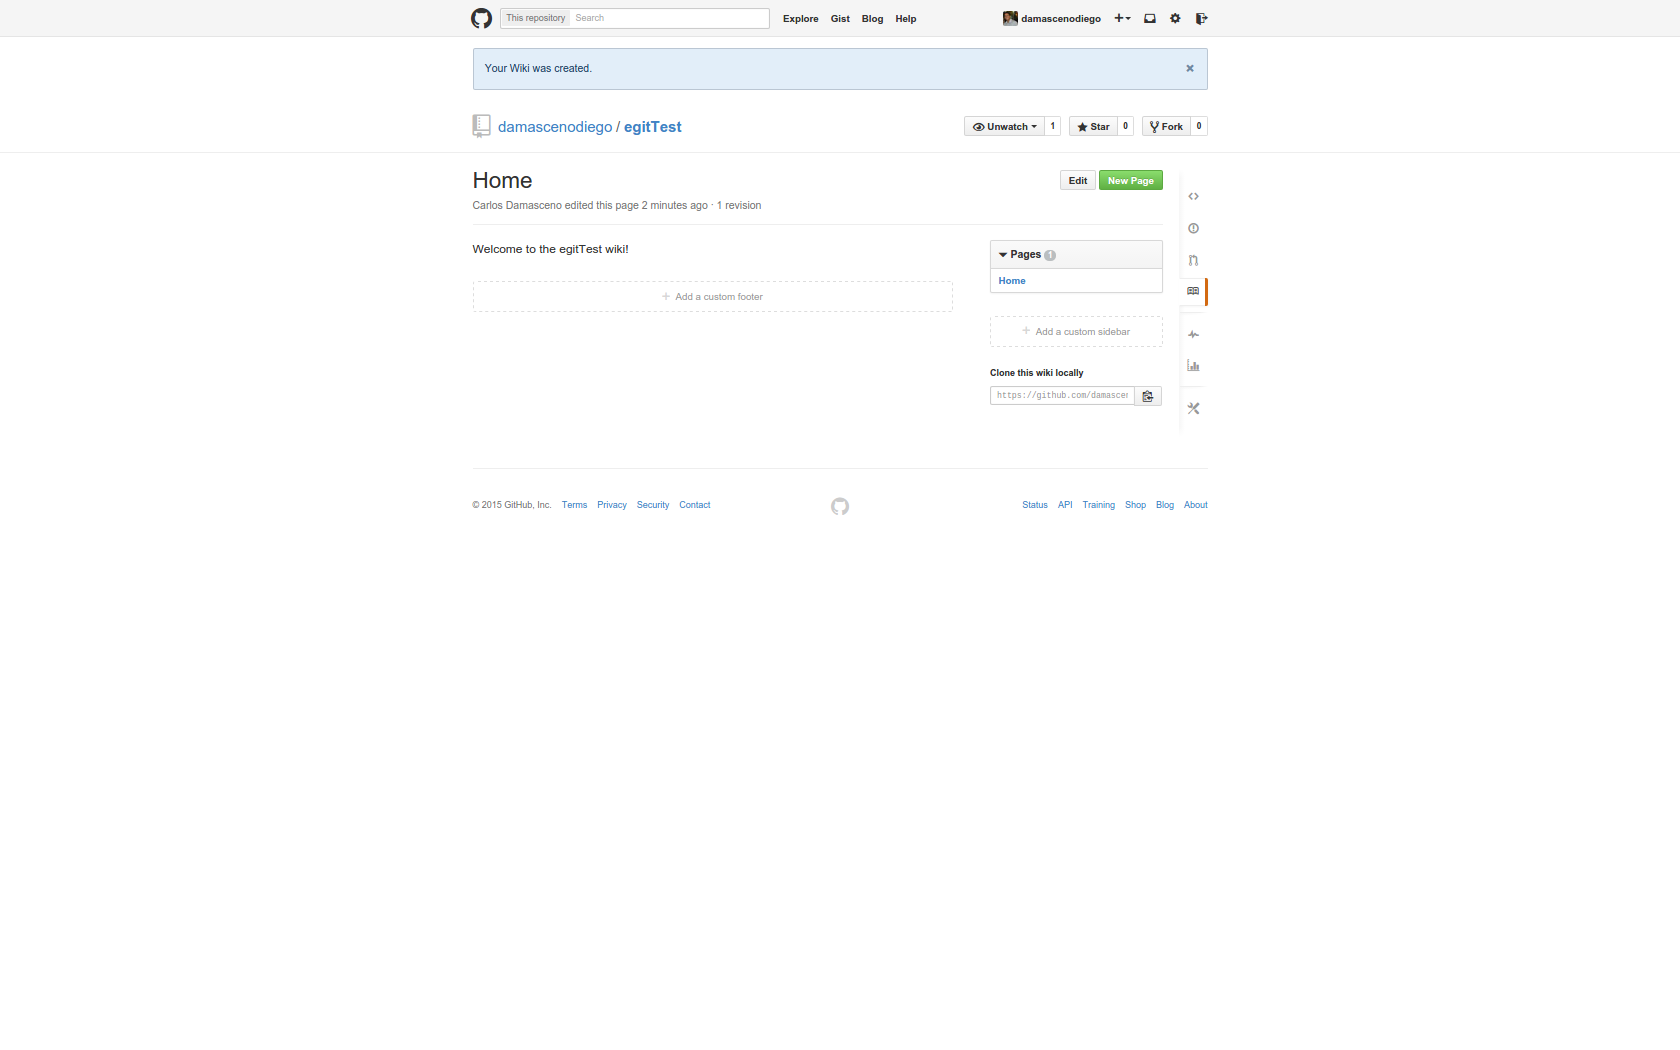 This repository Search Explore Gist Blog Help damascenodiego
Your Wiki was created.
damascenodiego / egitTest Unwatch 1 Star 0 Fork 0
Home Edit New Page
Carlos Damasceno edited this page 2 minutes ago · 1 revision
Welcome to the egitTest wiki!
Pages 1
Home
+ Add a custom footer
+ Add a custom sidebar
Clone this wiki locally
https://github.com/damascen
© 2015 GitHub, Inc. Terms Privacy Security Contact Status API Training Shop Blog About